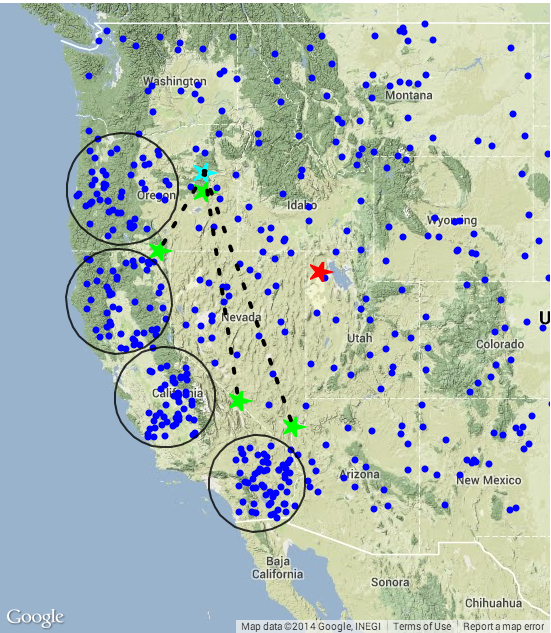 Washington
Montana
Oregon
Idaho
Wyoming
U
Nevada
Utah
Colorado
California
Arizona
New Mexico
Baja
California
Sonora
Chihuahua
Google
Map data ©2014 Google, INEGI
Terms of Use
Report a map error